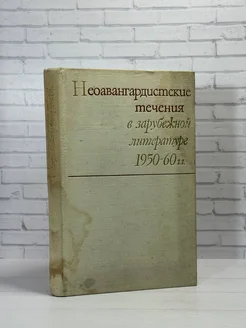 Неоавангардистские
течения
в зарубежной
литературе
1950-60 гг.